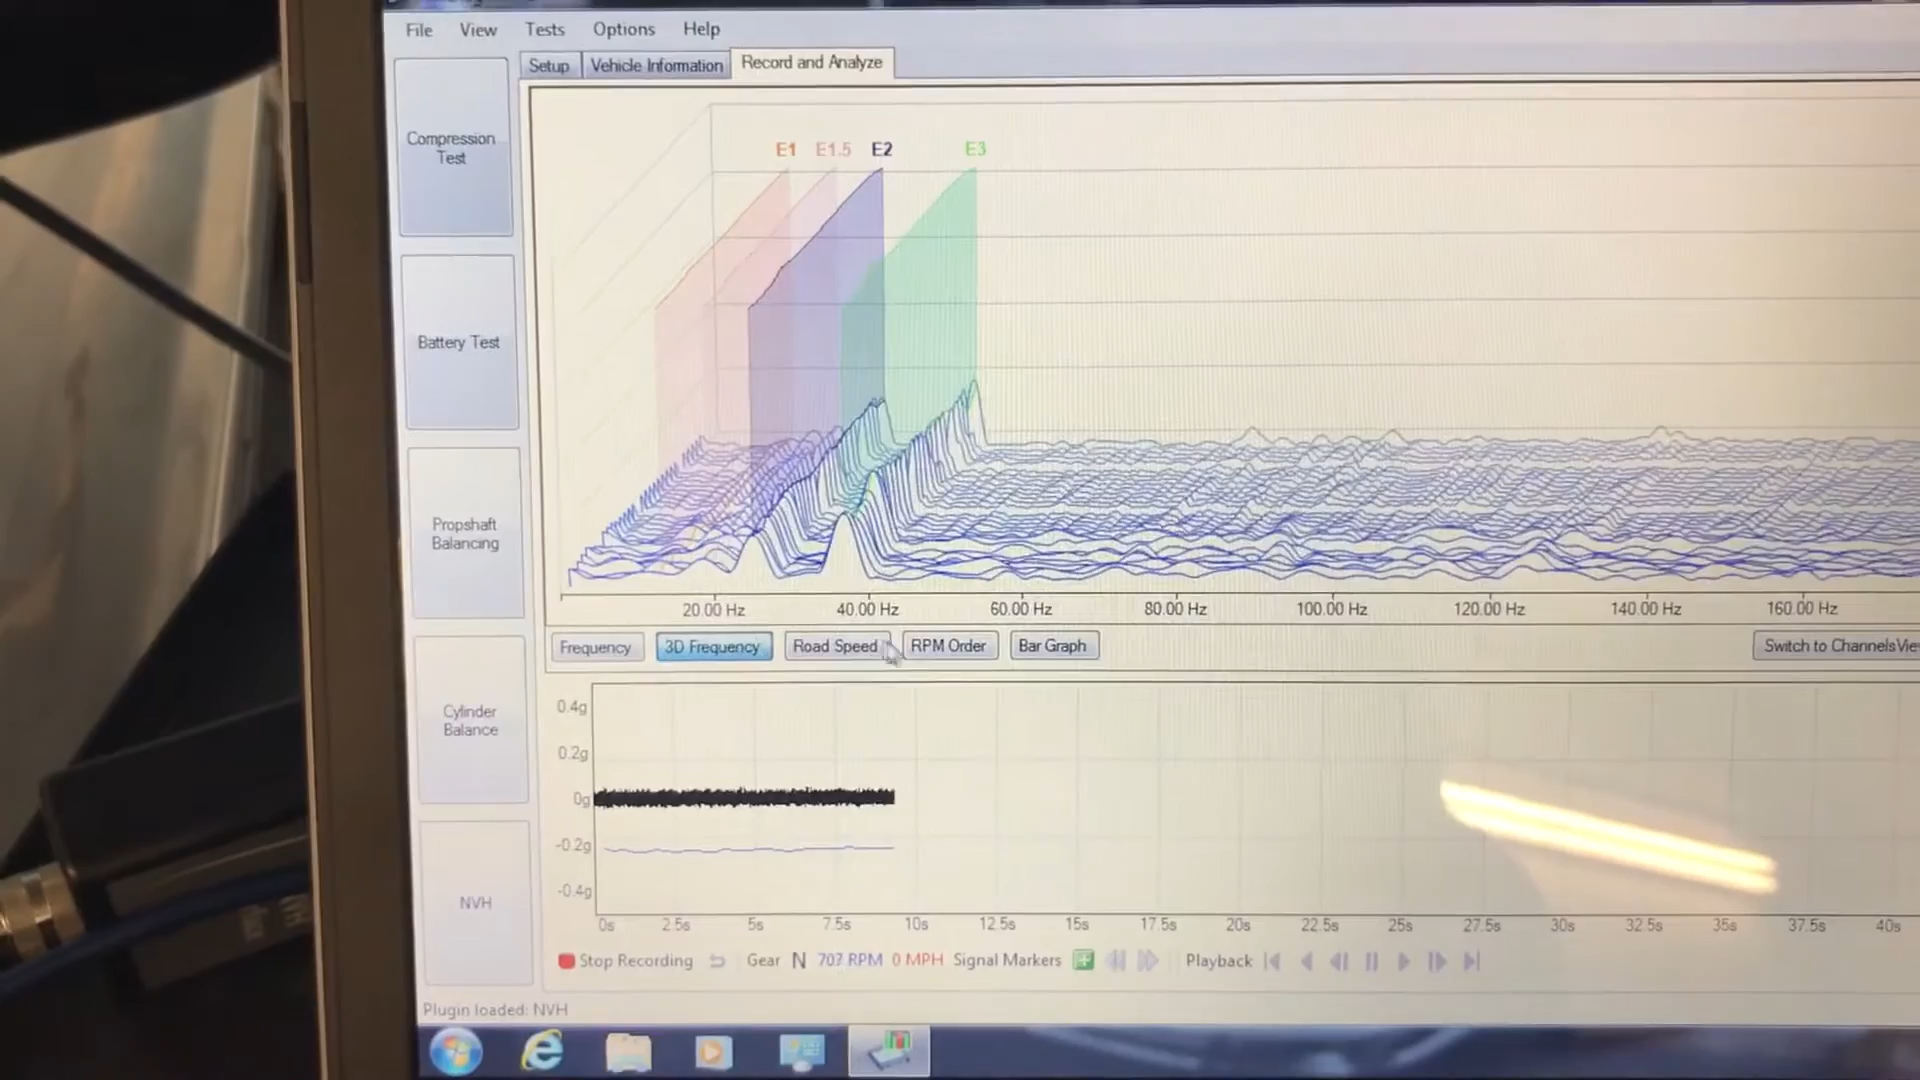 File View Tests Options Help
Setup Vehicle Information Record and Analyze
Compression
Test
E1 E1.5 E2 E3
Battery Test
Propshaft
Balancing
20.00 Hz 40.00 Hz 60.00 Hz 80.00 Hz 100.00 Hz 120.00 Hz 140.00 Hz 160.00 Hz
Frequency 3D Frequency Road Speed RPM Order Bar Graph Switch to Channels
Cylinder
Balance
0.4g
0.2g
0g
-0.2g
-0.4g
NVH
0s 2.5s 5s 7.5s 10s 12.5s 15s 17.5s 20s 22.5s 25s 27.5s 30s 32.5s 35s 37.5s 40s
Stop Recording Gear N 707 RPM 0 MPH Signal Markers Playback
Plugin loaded: NVH